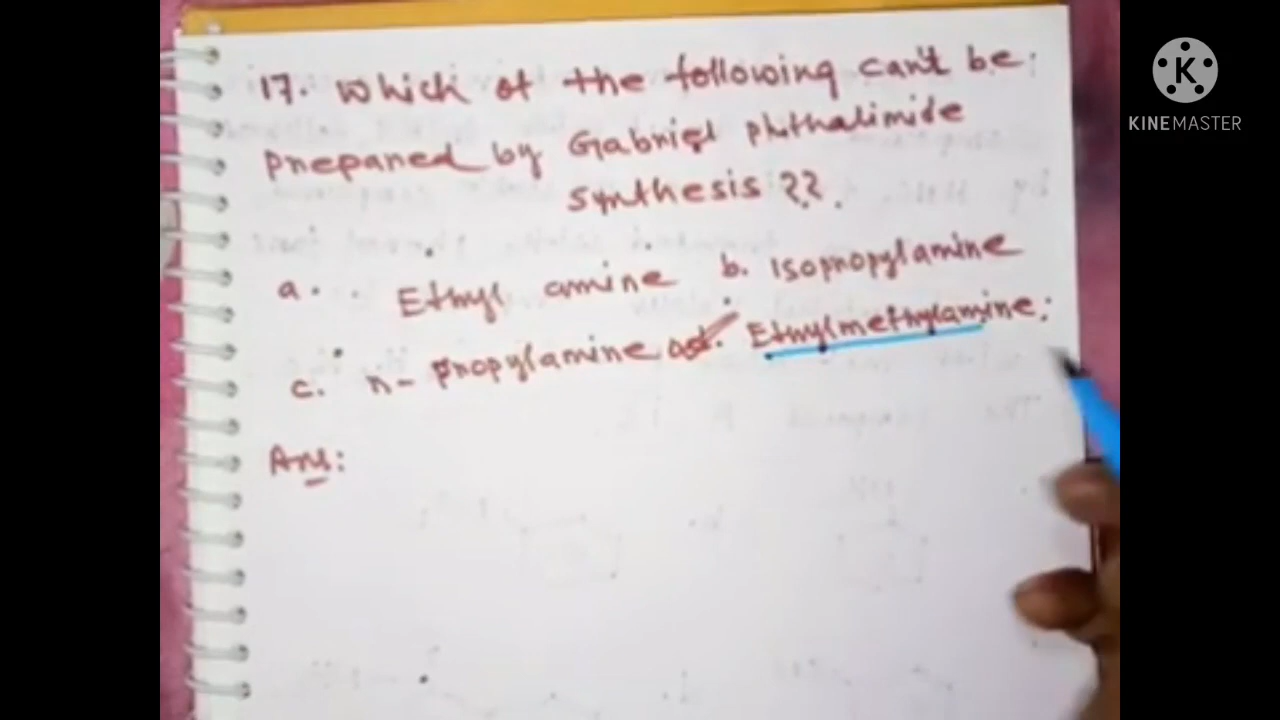 17. Which of the following can't be
prepared by Gabriel phthalimide
synthesis ??
a. Ethyl amine b. Isopropylamine
c. n- propylamine d. Ethylmethylamine:
Ans:
K
KINEMASTER